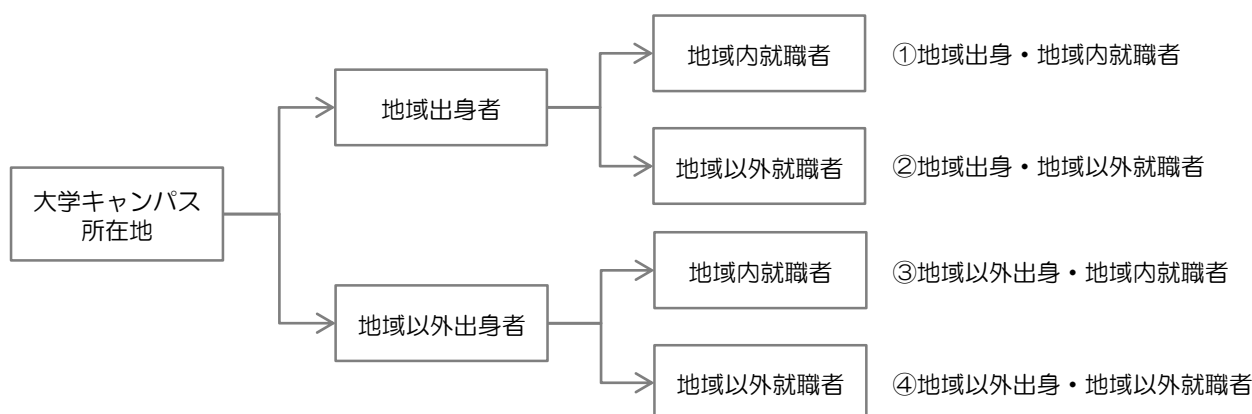 地域内就職者
①地域出身・地域内就職者
地域出身者
地域以外就職者
②地域出身・地域以外就職者
大学キャンパス
所在地
地域内就職者
③地域以外出身・地域内就職者
地域以外出身者
地域以外就職者
④地域以外出身・地域以外就職者